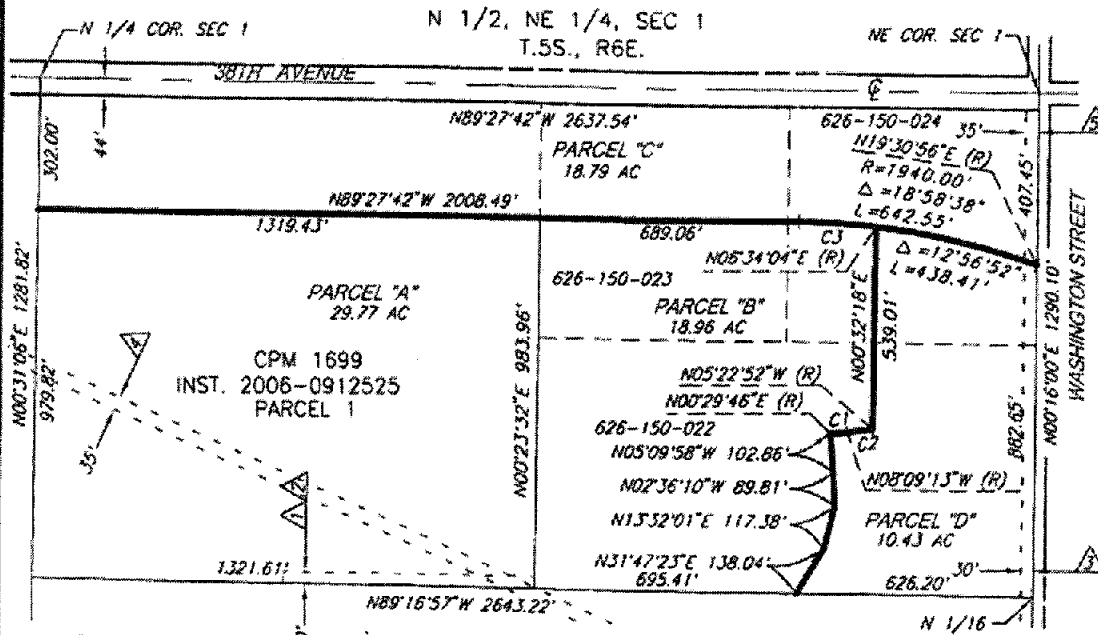 N 1/2, NE 1/4, SEC 1
T.5S., R6E.
N 1/4 COR. SEC 1
NE COR. SEC 1
38TH AVENUE
℄
302.00'
44'
N89°27'42"W 2637.54'
PARCEL "C"
18.79 AC
626-150-024
35'
5
N19°30'56"E (R)
R=1940.00'
Δ=18°58'38"
L=642.55'
407.45'
WASHINGTON STREET
N89°27'42"W 2008.49'
1319.43'
689.06'
C3
N06°34'04"E (R)
Δ=12°56'52"
L=438.41'
N00°31'06"E 1281.82'
979.82'
PARCEL "A"
29.77 AC
626-150-023
PARCEL "B"
18.96 AC
N00°32'18"E
539.01'
N00°16'00"E 1290.10'
882.65'
4
35'
CPM 1699
INST. 2006-0912525
PARCEL 1
N00°23'32"E 983.96'
N05°22'52"W (R)
N00°29'46"E (R)
626-150-022
C1
C2
N05°09'58"W 102.86'
N02°36'10"W 89.81'
N08°09'13"W (R)
N13°32'01"E 117.38'
PARCEL "D"
10.43 AC
2
1
N31°47'23"E 138.04'
1321.61'
695.41'
626.20'
30'
3
N89°16'57"W 2643.22'
N 1/16